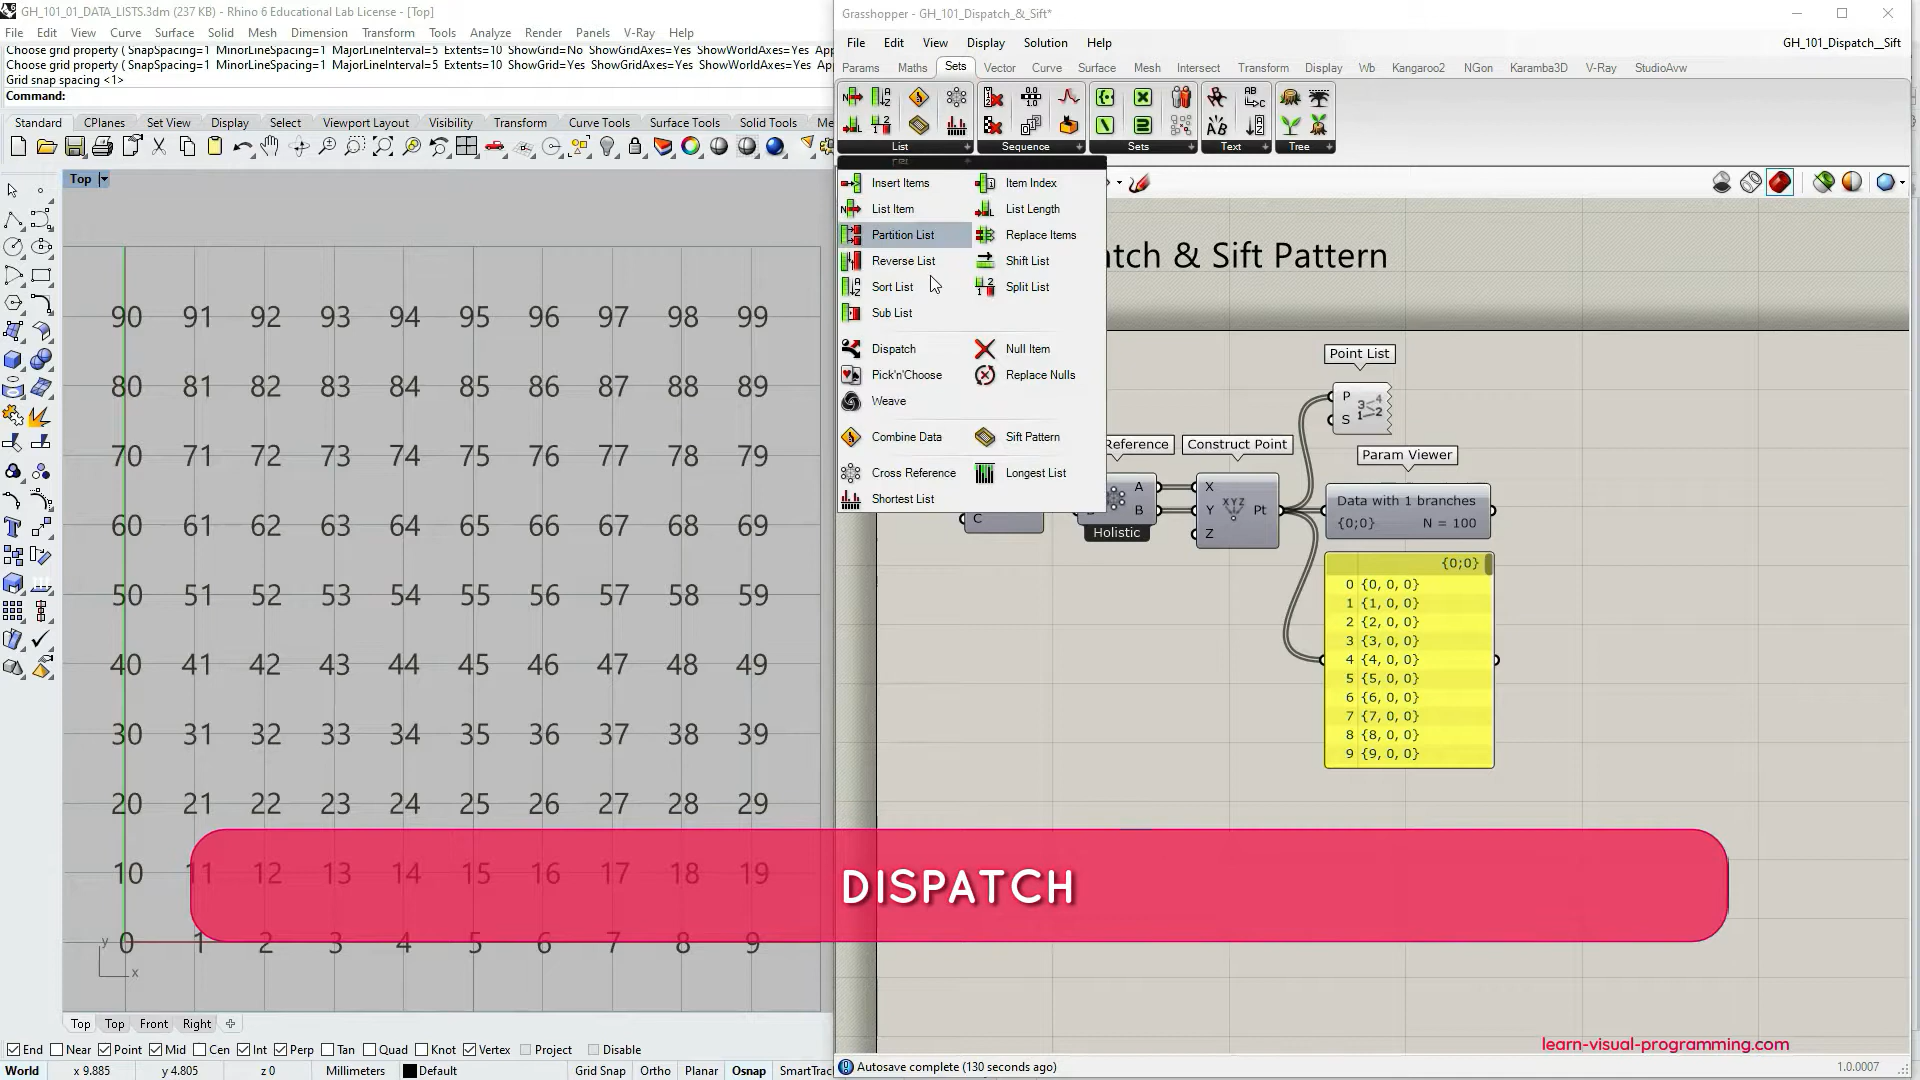 GH_101_01_DATA_LISTS.3dm (237 KB) - Rhino 6 Educational Lab License - [Top]
File Edit View Curve Surface Solid Mesh Dimension Transform Tools Analyze Render Panels V-Ray Help
Choose grid property ( SnapSpacing=1 MinorLineSpacing=1 MajorLineInterval=5 Extents=10 ShowGrid=No ShowGridAxes=Yes ShowWorldAxes=Yes Ap
Choose grid property ( SnapSpacing=1 MinorLineSpacing=1 MajorLineInterval=5 Extents=10 ShowGrid=Yes ShowGridAxes=Yes ShowWorldAxes=Yes Ap
Grid snap spacing <1>
Command:
Standard CPlanes Set View Display Select Viewport Layout Visibility Transform Curve Tools Surface Tools Solid Tools Me
Top
90 91 92 93 94 95 96 97 98 99
80 81 82 83 84 85 86 87 88 89
70 71 72 73 74 75 76 77 78 79
60 61 62 63 64 65 66 67 68 69
50 51 52 53 54 55 56 57 58 59
40 41 42 43 44 45 46 47 48 49
30 31 32 33 34 35 36 37 38 39
20 21 22 23 24 25 26 27 28 29
10 11 12 13 14 15 16 17 18 19
y 0 1 2 3 4 5 6 7 8 9
x
Top Top Front Right
End Near Point Mid Cen Int Perp Tan Quad Knot Vertex Project Disable
World x 9.885 y 4.805 z 0 Millimeters Default Grid Snap Ortho Planar Osnap SmartTrac
Grasshopper - GH_101_Dispatch_&_Sift*
File Edit View Display Solution Help
GH_101_Dispatch__Sift
Params Maths Sets Vector Curve Surface Mesh Intersect Transform Display Wb Kangaroo2 NGon Karamba3D V-Ray StudioAvw
List Sequence Sets Text Tree
Insert Items Item Index
List Item List Length
Partition List Replace Items
Reverse List Shift List
Sort List Split List
Sub List
Dispatch Null Item
Pick'n'Choose Replace Nulls
Weave
Combine Data Sift Pattern
Cross Reference Longest List
Shortest List
tch & Sift Pattern
Point List
P
S
3 4
1 2
Reference
Construct Point
Param Viewer
C
A
B
Holistic
X
Y
Z
XYZ
Pt
Data with 1 branches
{0;0} N = 100
{0;0}
0 {0, 0, 0}
1 {1, 0, 0}
2 {2, 0, 0}
3 {3, 0, 0}
4 {4, 0, 0}
5 {5, 0, 0}
6 {6, 0, 0}
7 {7, 0, 0}
8 {8, 0, 0}
9 {9, 0, 0}
DISPATCH
learn-visual-programming.com
Autosave complete (130 seconds ago)
1.0.0007